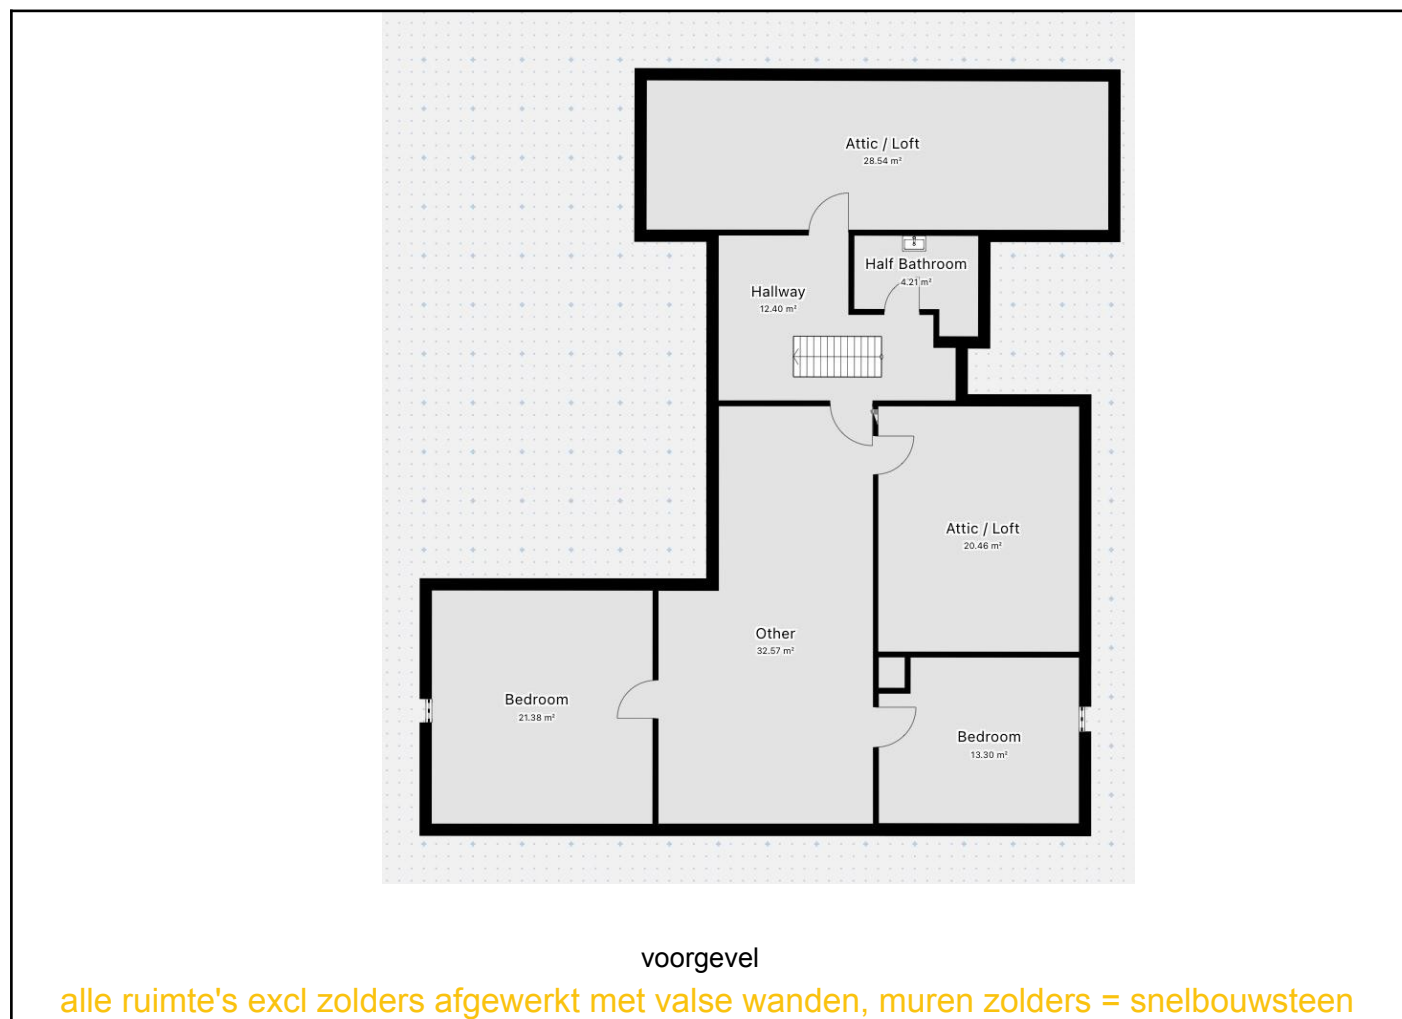 Attic / Loft
28.54 m²
Half Bathroom
4.21 m²
Hallway
12.40 m²
Attic / Loft
20.46 m²
Other
32.57 m²
Bedroom
21.38 m²
Bedroom
13.30 m²
voorgevel
alle ruimte's excl zolders afgewerkt met valse wanden, muren zolders = snelbouwsteen